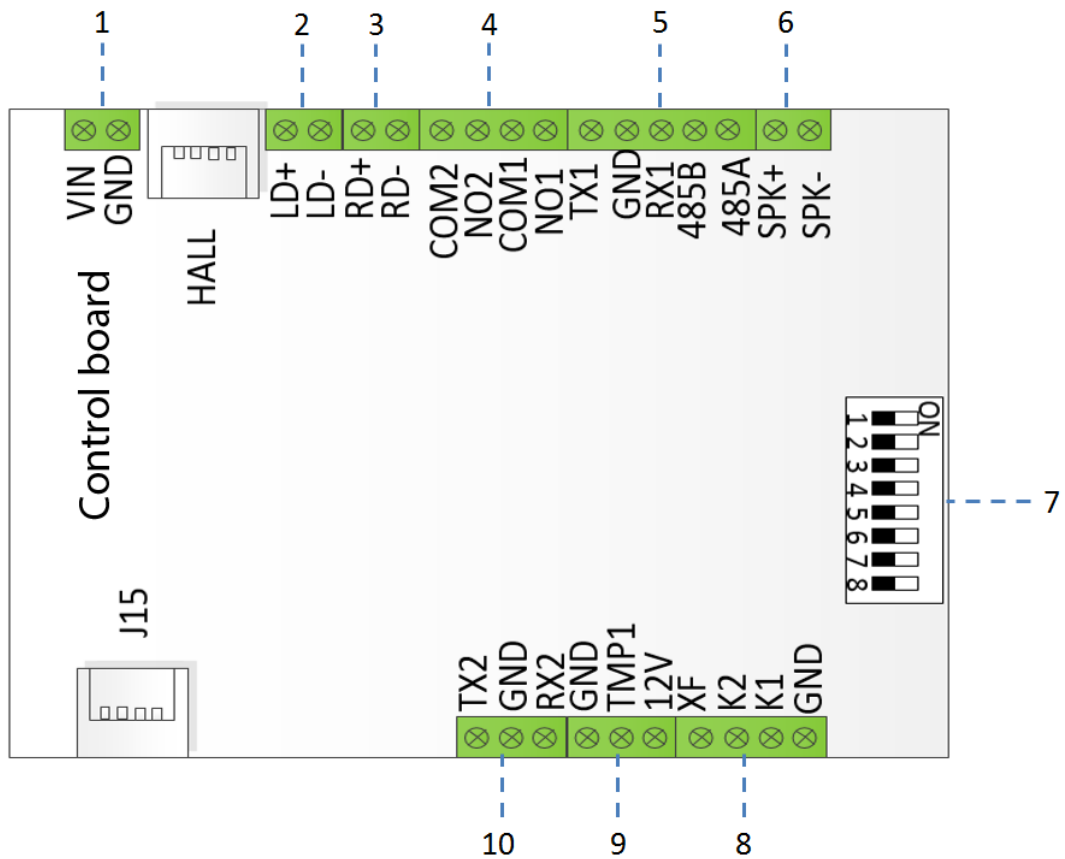 1
2
3
4
5
6
VIN
GND
LD+
LD-
RD+
RD-
COM2
NO2
COM1
NO1
TX1
GND
RX1
485B
485A
SPK+
SPK-
HALL
Control board
ON
1
2
3
4
5
6
7
8
7
J15
TX2
GND
RX2
GND
TMP1
12V
XF
K2
K1
GND
10
9
8